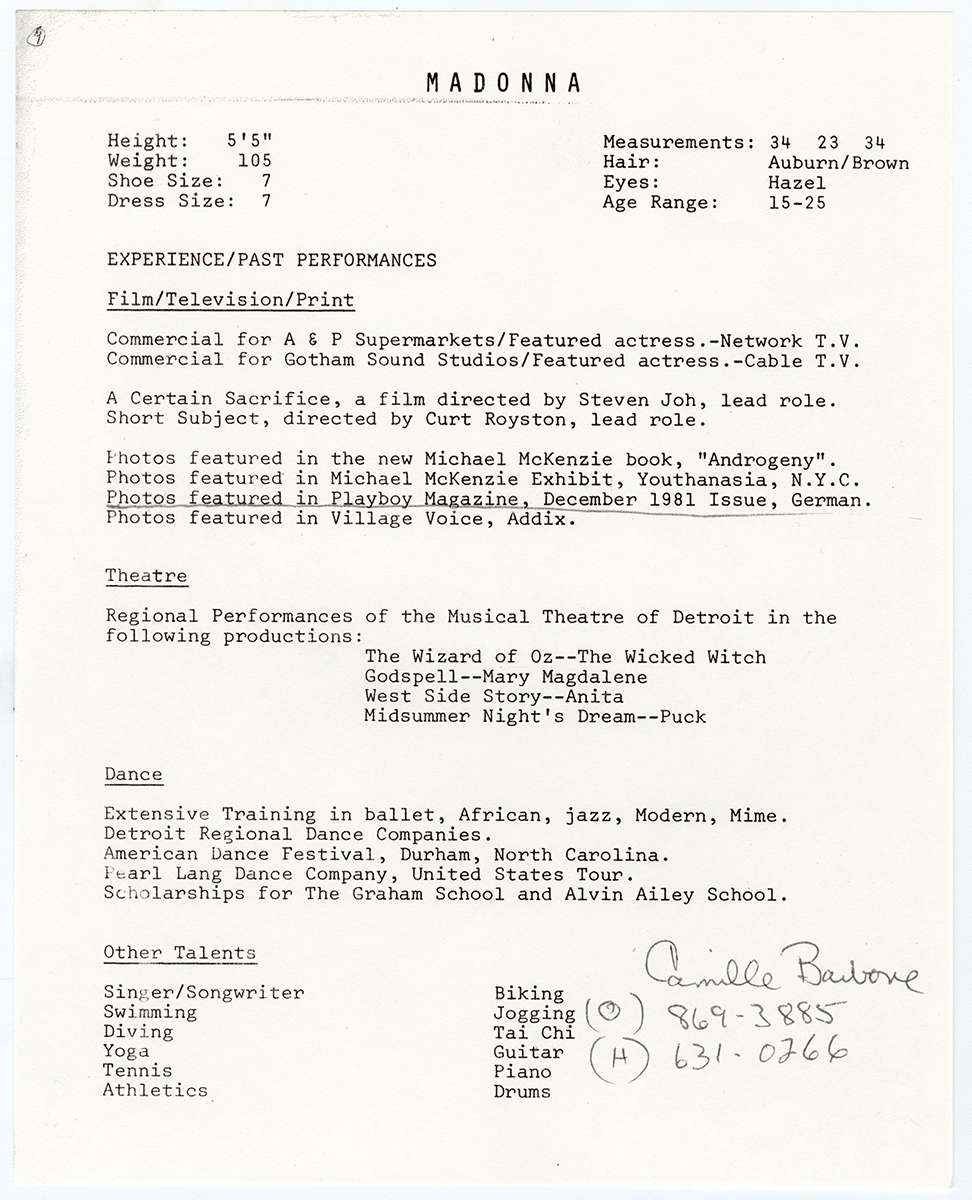 9
MADONNA
Height: 5'5"
Weight: 105
Shoe Size: 7
Dress Size: 7
Measurements: 34 23 34
Hair: Auburn/Brown
Eyes: Hazel
Age Range: 15-25
EXPERIENCE/PAST PERFORMANCES
Film/Television/Print
Commercial for A & P Supermarkets/Featured actress.-Network T.V.
Commercial for Gotham Sound Studios/Featured actress.-Cable T.V.
A Certain Sacrifice, a film directed by Steven Joh, lead role.
Short Subject, directed by Curt Royston, lead role.
Photos featured in the new Michael McKenzie book, "Androgeny".
Photos featured in Michael McKenzie Exhibit, Youthanasia, N.Y.C.
Photos featured in Playboy Magazine, December 1981 Issue, German.
Photos featured in Village Voice, Addix.
Theatre
Regional Performances of the Musical Theatre of Detroit in the
following productions:
The Wizard of Oz--The Wicked Witch
Godspell--Mary Magdalene
West Side Story--Anita
Midsummer Night's Dream--Puck
Dance
Extensive Training in ballet, African, jazz, Modern, Mime.
Detroit Regional Dance Companies.
American Dance Festival, Durham, North Carolina.
Pearl Lang Dance Company, United States Tour.
Scholarships for The Graham School and Alvin Ailey School.
Other Talents
Singer/Songwriter
Swimming
Diving
Yoga
Tennis
Athletics
Biking
Jogging
Tai Chi
Guitar
Piano
Drums
Camille Barbone
(O) 869-3885
(H) 631-0266